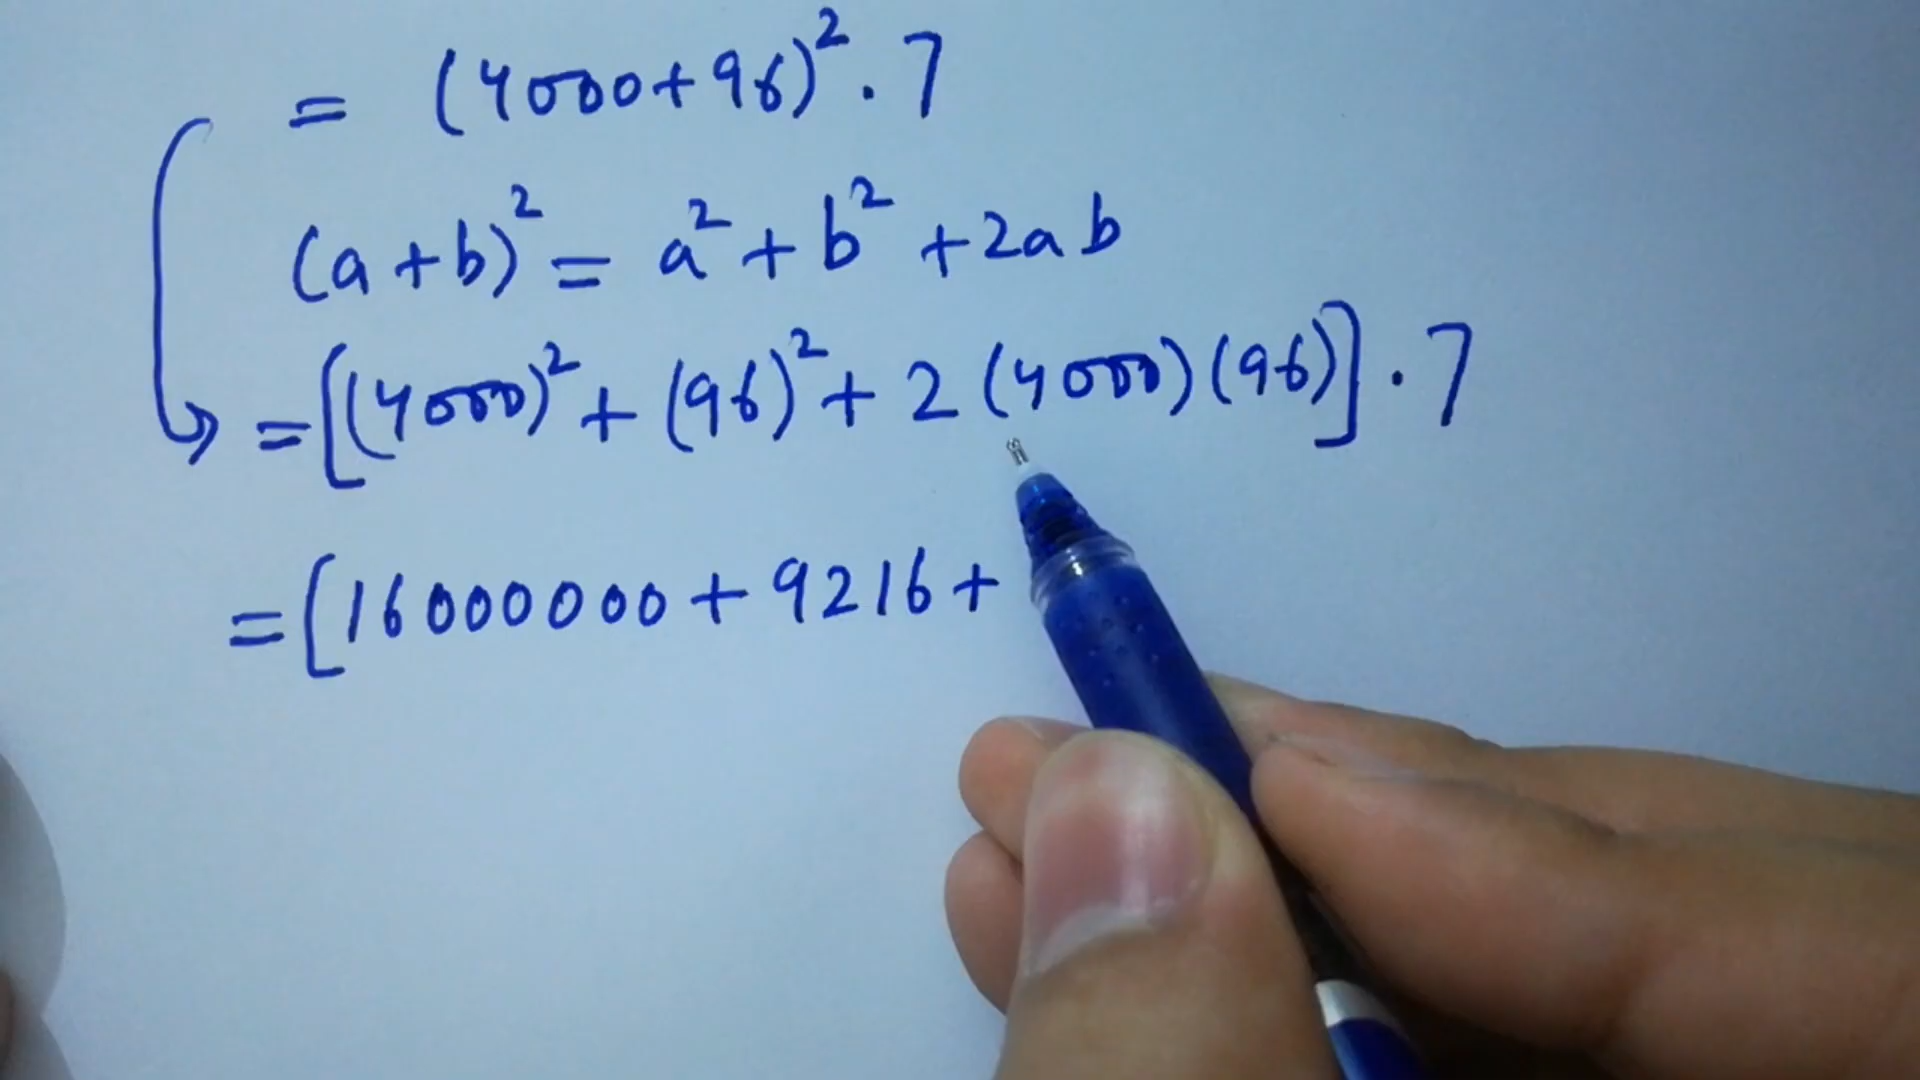 = (4000+96)² . 7
(a+b)² = a² + b² + 2ab
= [(4000)² + (96)² + 2 (4000) (96)] . 7
= [16000000 + 9216 +